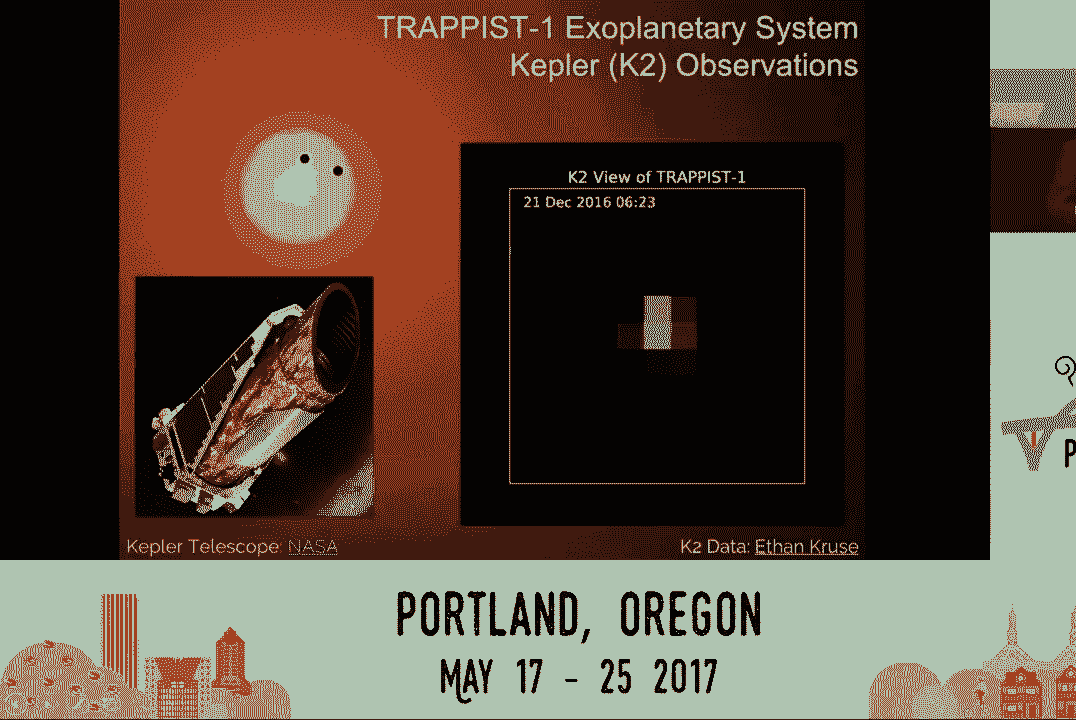 TRAPPIST-1 Exoplanetary System
Kepler (K2) Observations
K2 View of TRAPPIST-1
21 Dec 2016 06:23
Kepler Telescope: NASA
K2 Data: Ethan Kruse
PORTLAND, OREGON
MAY 17 - 25 2017